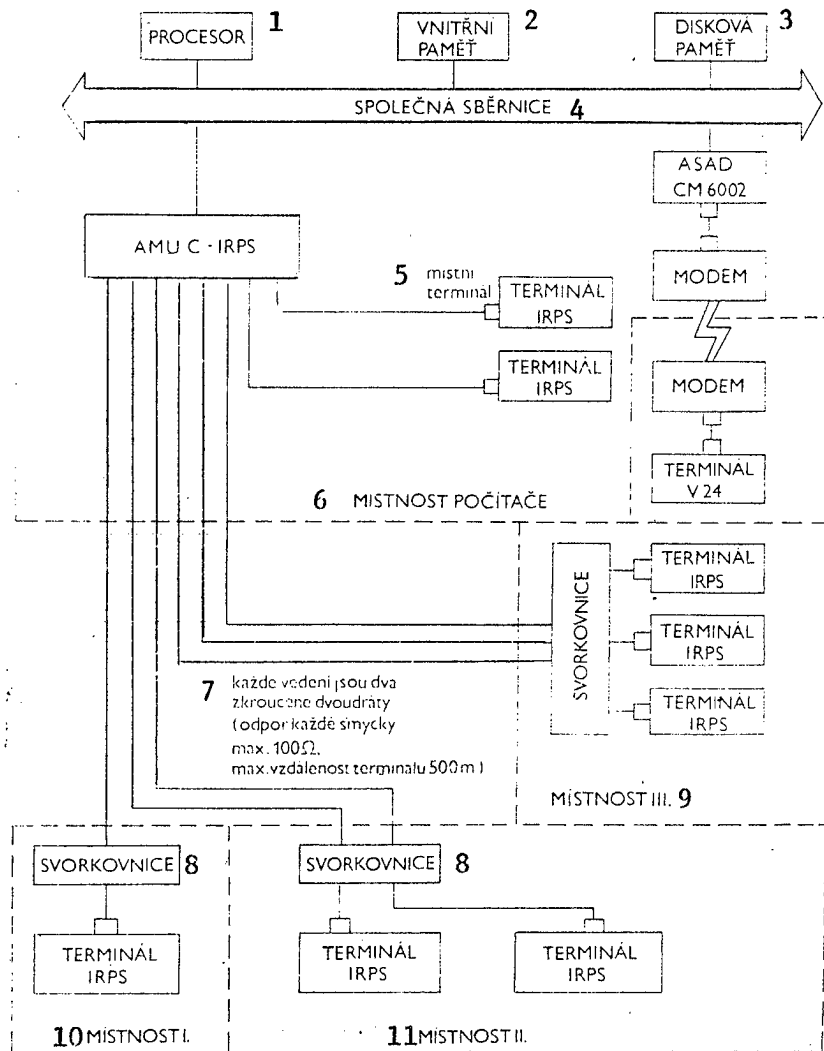 PROCESOR 1
VNITŘNÍ 2
PAMĚŤ
DISKOVÁ 3
PAMĚŤ
SPOLEČNÁ SBĚRNICE 4
ASAD
CM 6002
AMU C - IRPS
MODEM
5 místní
terminál
TERMINÁL
IRPS
TERMINÁL
IRPS
MODEM
TERMINÁL
V 24
6 MÍSTNOST POČÍTAČE
SVORKOVNICE
TERMINÁL
IRPS
TERMINÁL
IRPS
TERMINÁL
IRPS
7 každé vedení jsou dva
zkroucené dvoudráty
(odpor každé smyčky
max. 100Ω,
max. vzdálenost terminálu 500 m)
MÍSTNOST III. 9
SVORKOVNICE 8
SVORKOVNICE 8
TERMINÁL
IRPS
TERMINÁL
IRPS
TERMINÁL
IRPS
10 MÍSTNOST I.
11 MÍSTNOST II.